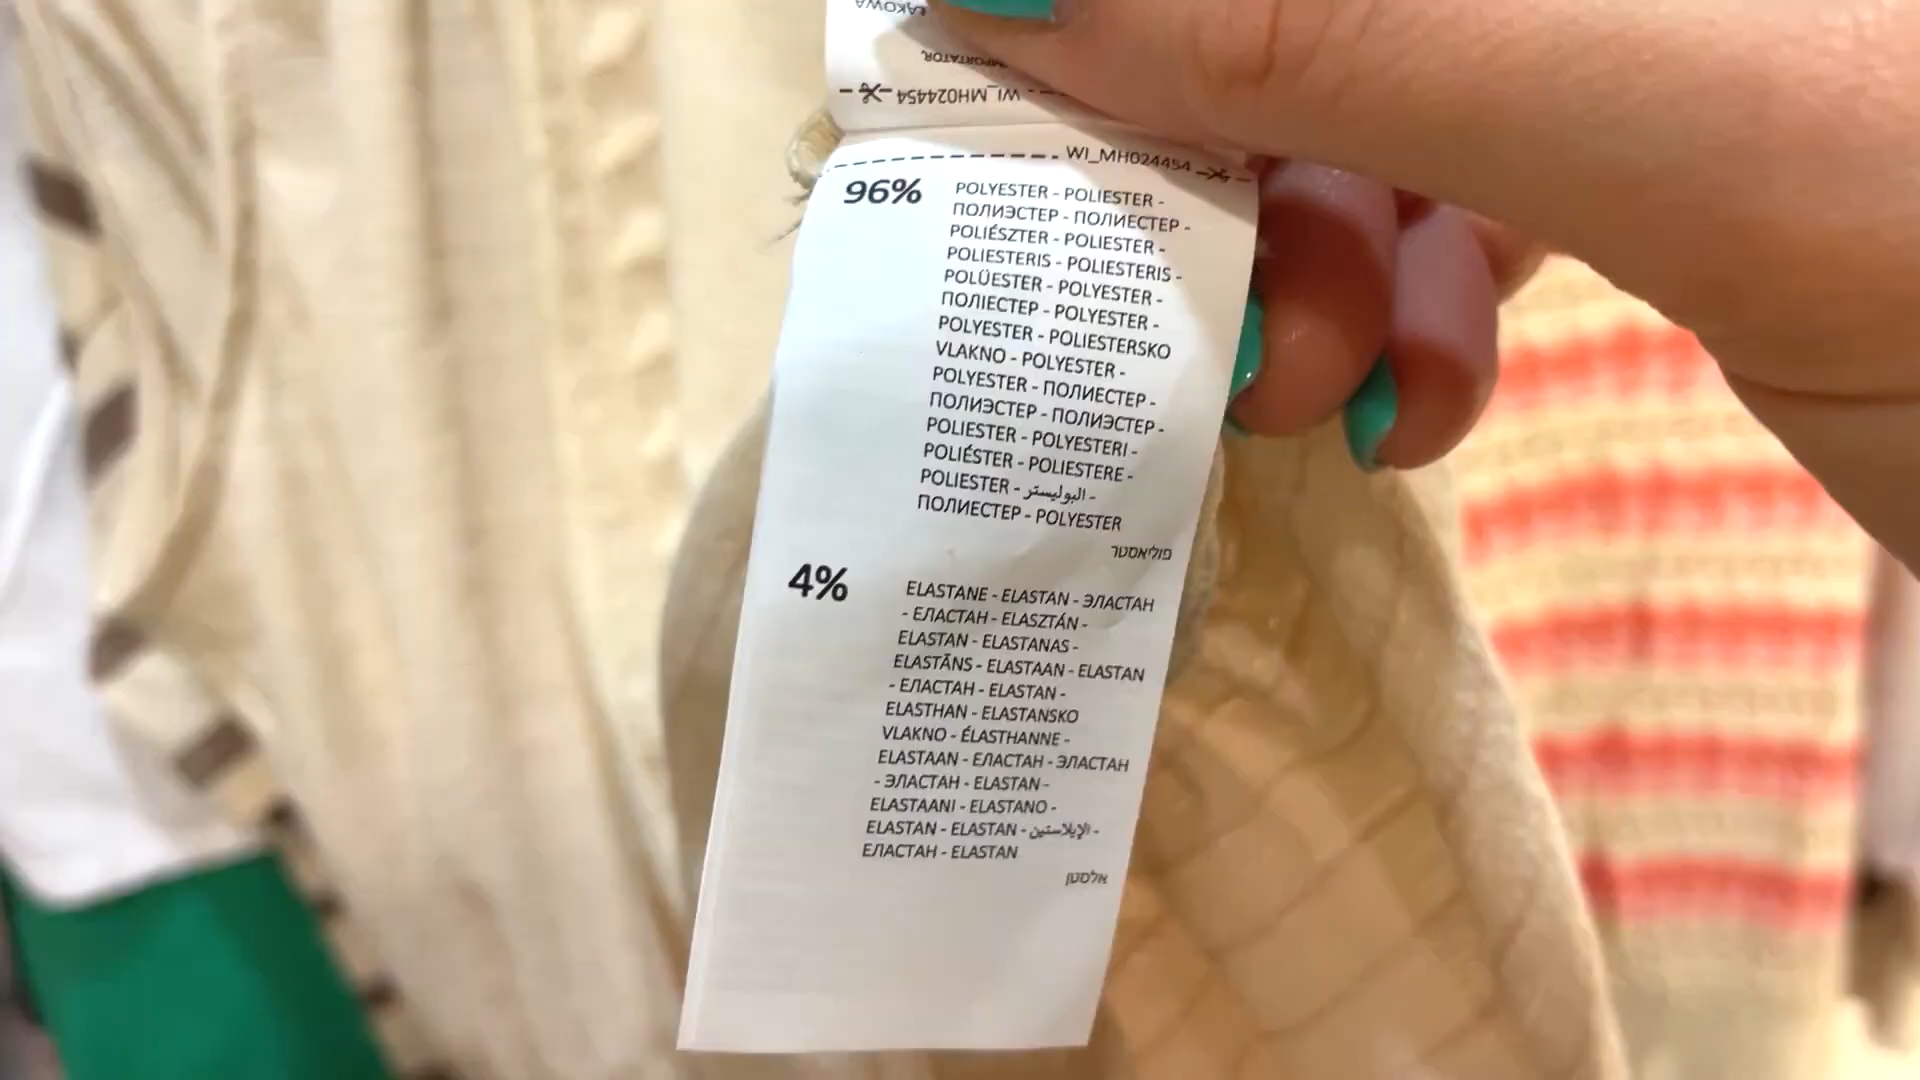 ŁĄKOWA
IMPORTATOR,
WI_MH024454
WI_MH024454
96%
POLYESTER - POLIESTER -
ПОЛИЭСТЕР - ПОЛИЕСТЕР -
POLIÉSZTER - POLIESTER -
POLIESTERIS - POLIESTERIS -
POLÜESTER - POLYESTER -
ПОЛІЕСТЕР - POLYESTER -
POLYESTER - POLIESTERSKO
VLAKNO - POLYESTER -
POLYESTER - ПОЛИЕСТЕР -
ПОЛИЭСТЕР - ПОЛИЭСТЕР -
POLIESTER - POLYESTERI -
POLIÉSTER - POLIESTERE -
POLIESTER - البوليستر -
ПОЛИЕСТЕР - POLYESTER
פוליאסטר
4%
ELASTANE - ELASTAN - ЭЛАСТАН
- ЕЛАСТАН - ELASZTÁN -
ELASTAN - ELASTANAS -
ELASTĀNS - ELASTAAN - ELASTAN
- ЕЛАСТАН - ELASTAN -
ELASTHAN - ELASTANSKO
VLAKNO - ÉLASTHANNE -
ELASTAAN - ЕЛАСТАН - ЭЛАСТАН
- ЭЛАСТАН - ELASTAN -
ELASTAANI - ELASTANO -
ELASTAN - ELASTAN - الإيلاستين -
ЕЛАСТАН - ELASTAN
אלסטן